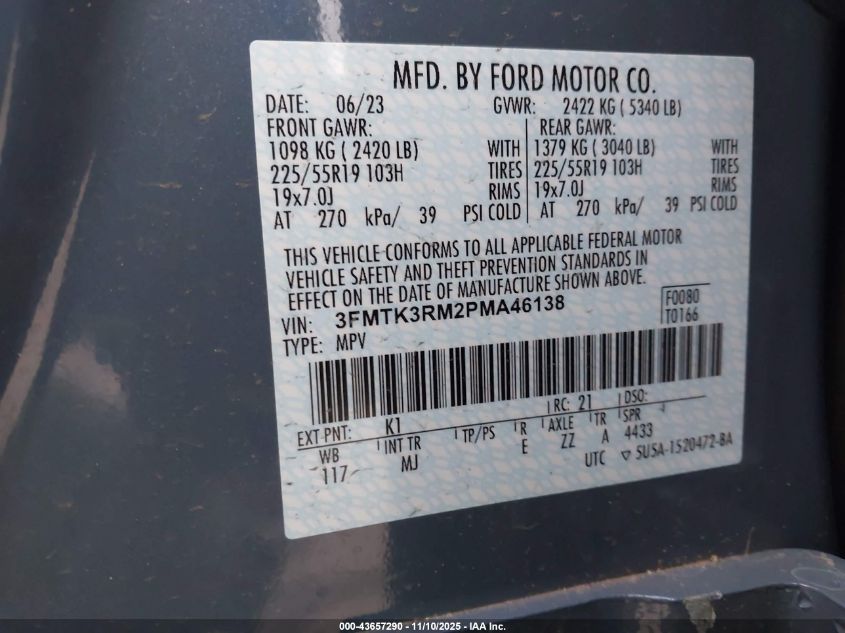 MFD. BY FORD MOTOR CO.
DATE: 06/23 GVWR: 2422 KG ( 5340 LB)
FRONT GAWR: REAR GAWR:
1098 KG ( 2420 LB) WITH 1379 KG ( 3040 LB) WITH
225/55R19 103H TIRES 225/55R19 103H TIRES
19x7.0J RIMS 19x7.0J RIMS
AT 270 kPa/ 39 PSI COLD AT 270 kPa/ 39 PSI COLD
THIS VEHICLE CONFORMS TO ALL APPLICABLE FEDERAL MOTOR
VEHICLE SAFETY AND THEFT PREVENTION STANDARDS IN
EFFECT ON THE DATE OF MANUFACTURE SHOWN ABOVE.
VIN: 3FMTK3RM2PMA46138 F0080
TYPE: MPV T0166
EXT PNT: K1 RC: 21 DSO:
WB INT TR TP/PS R AXLE TR SPR
117 MJ E ZZ A 4433
UTC ▽ SU5A-1520472-BA
000-43657290 - 11/10/2025 - IAA Inc.